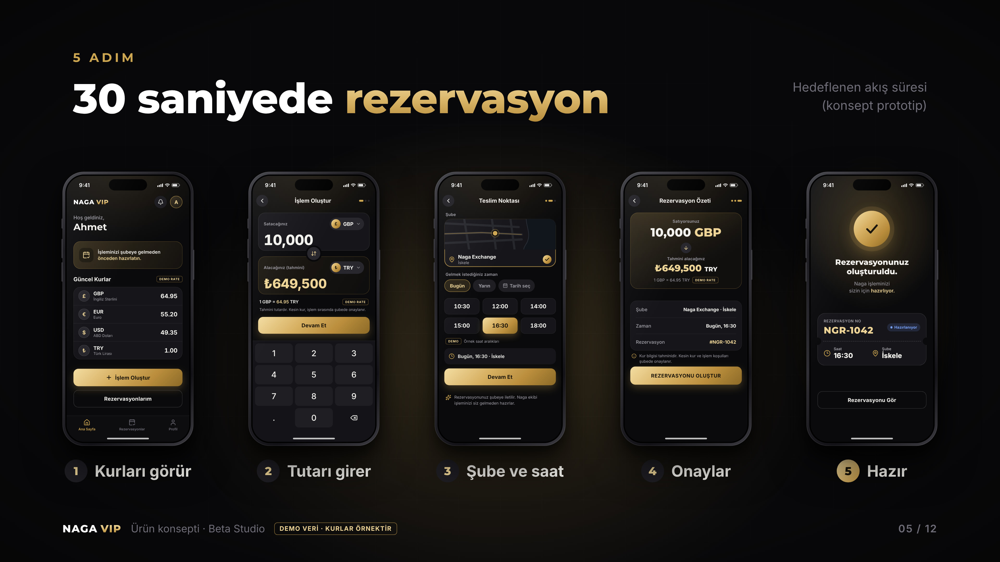 5 ADIM
30 saniyede rezervasyon
Hedeflenen akış süresi
(konsept prototip)
9:41
NAGA VIP
A
Hoş geldiniz,
Ahmet
İşleminizi şubeye gelmeden
önceden hazırlatın.
Güncel Kurlar
DEMO RATE
£ GBP 64.95
İngiliz Sterlini
€ EUR 55.20
Euro
$ USD 49.35
ABD Doları
₺ TRY 1.00
Türk Lirası
+ İşlem Oluştur
Rezervasyonlarım
Ana Sayfa
Rezervasyonlar
Profil
9:41
İşlem Oluştur
Satacağınız
£ GBP
10,000
Alacağınız (tahmini)
₺ TRY
₺649,500
1 GBP = 64.95 TRY
DEMO RATE
Tahmini tutardır. Kesin kur, işlem sırasında şubede onaylanır.
Devam Et
1 2 3
4 5 6
7 8 9
. 0
9:41
Teslim Noktası
Şube
Naga Exchange
İskele
Gelmek istediğiniz zaman
Bugün Yarın Tarih seç
10:30 12:00 14:00
15:00 16:30 18:00
DEMO Örnek saat aralıkları
Bugün, 16:30 · İskele
Devam Et
Rezervasyonunuz şubeye iletilir. Naga ekibi
işleminizi siz gelmeden hazırlar.
9:41
Rezervasyon Özeti
Satıyorsunuz
10,000 GBP
Tahmini alacağınız
₺649,500 TRY
1 GBP = 64.95 TRY DEMO RATE
Şube Naga Exchange · İskele
Zaman Bugün, 16:30
Rezervasyon #NGR-1042
Kur bilgisi tahminidir. Kesin kur ve işlem koşulları
şubede onaylanır.
REZERVASYONU OLUŞTUR
9:41
Rezervasyonunuz
oluşturuldu.
Naga işleminizi
sizin için hazırlıyor.
REZERVASYON NO
NGR-1042
Hazırlanıyor
Saat
16:30
Şube
İskele
Rezervasyonu Gör
1 Kurları görür
2 Tutarı girer
3 Şube ve saat
4 Onaylar
5 Hazır
NAGA VIP Ürün konsepti · Beta Studio DEMO VERİ · KURLAR ÖRNEKTİR
05 / 12